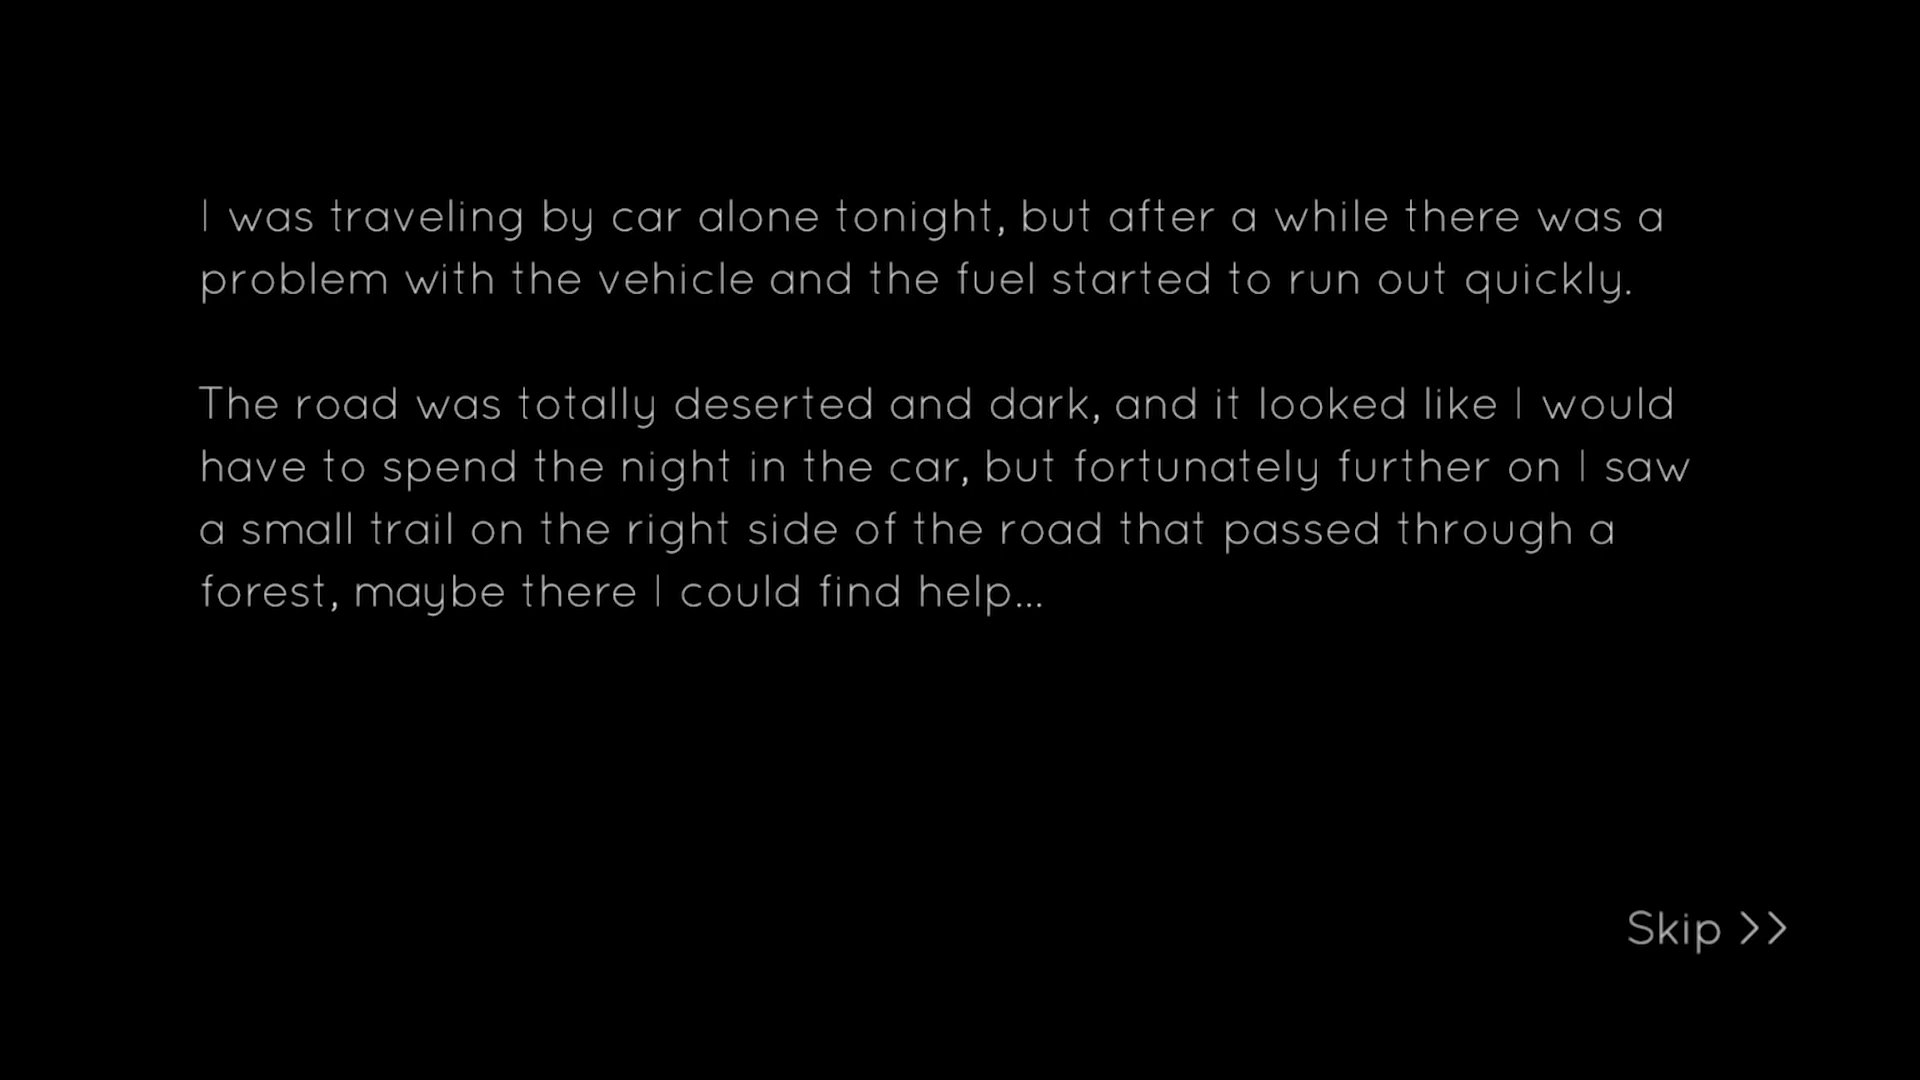 I was traveling by car alone tonight, but after a while there was a
problem with the vehicle and the fuel started to run out quickly.
The road was totally deserted and dark, and it looked like I would
have to spend the night in the car, but fortunately further on I saw
a small trail on the right side of the road that passed through a
forest, maybe there I could find help...
Skip >>